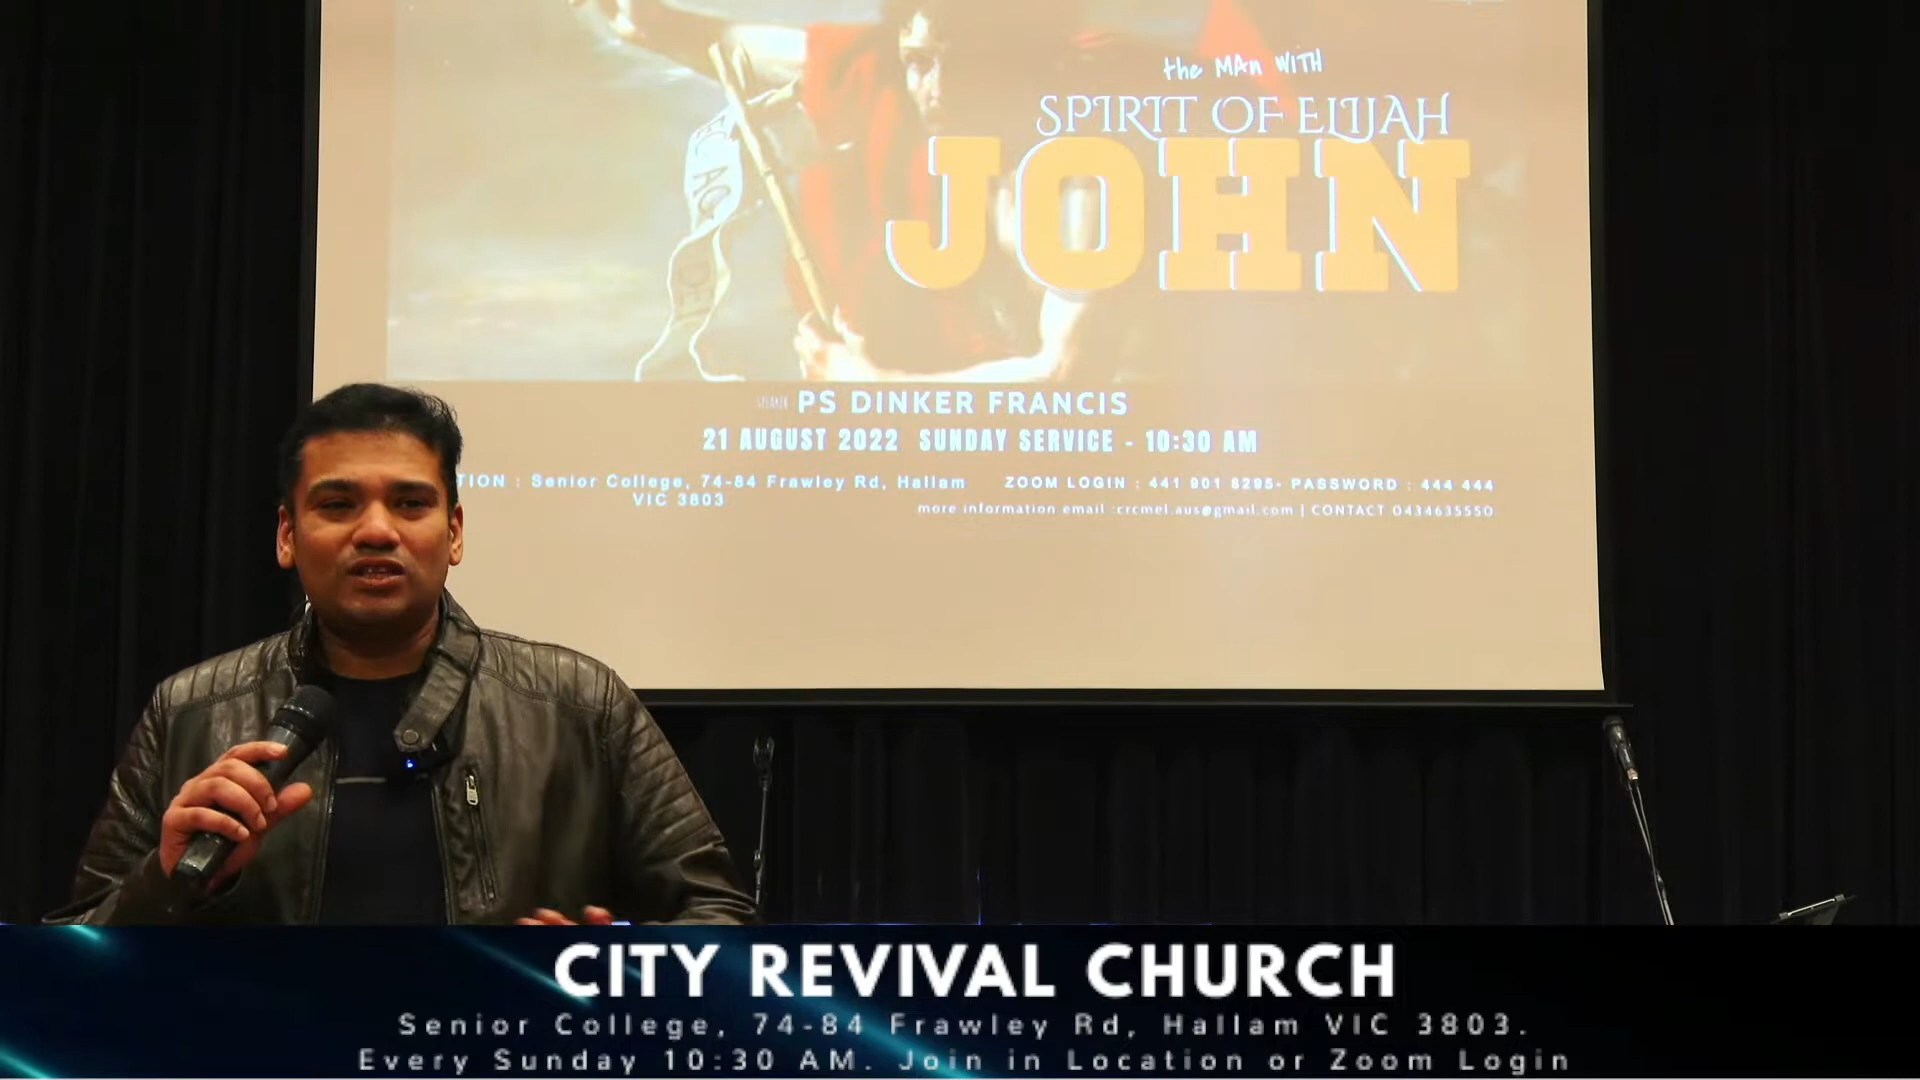 the MAn WITH
SPIRIT OF ELIJAH
JOHN
PS DINKER FRANCIS
21 AUGUST 2022 SUNDAY SERVICE - 10:30 AM
TION : Senior College, 74-84 Frawley Rd, Hallam
VIC 3803
ZOOM LOGIN : 441 901 8295- PASSWORD : 444 444
more information email :crcmel.aus@gmail.com | CONTACT 0434635550
CITY REVIVAL CHURCH
Senior College, 74-84 Frawley Rd, Hallam VIC 3803.
Every Sunday 10:30 AM. Join in Location or Zoom Login